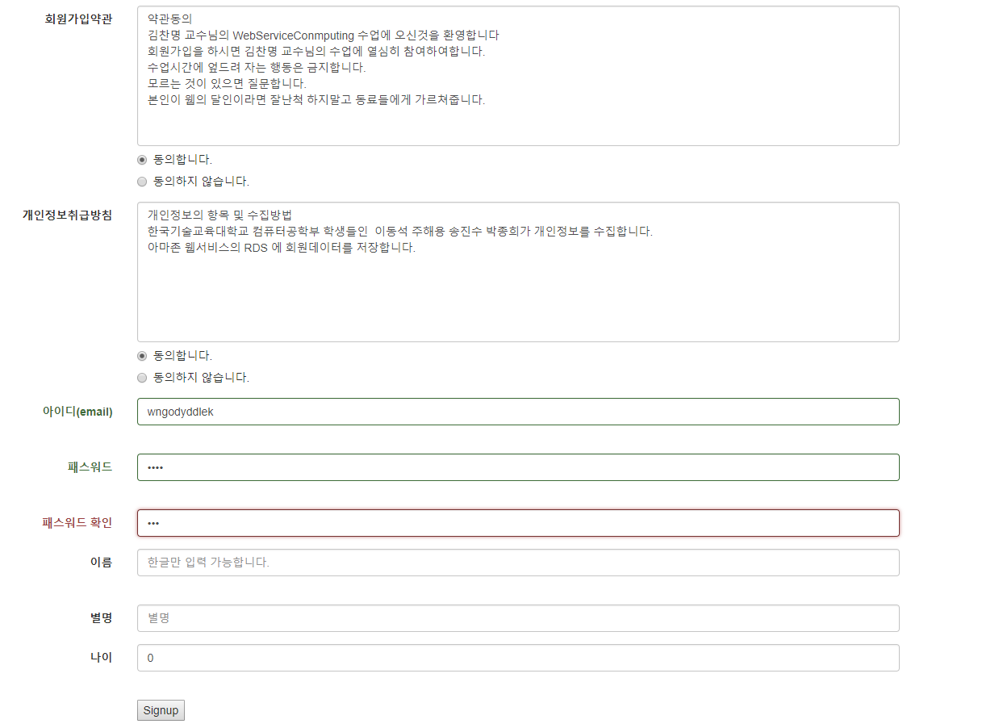 회원가입약관
약관동의
김찬명 교수님의 WebServiceConmputing 수업에 오신것을 환영합니다
회원가입을 하시면 김찬명 교수님의 수업에 열심히 참여하여합니다.
수업시간에 엎드려 자는 행동은 금지합니다.
모르는 것이 있으면 질문합니다.
본인이 웹의 달인이라면 잘난척 하지말고 동료들에게 가르쳐줍니다.
동의합니다.
동의하지 않습니다.
개인정보취급방침
개인정보의 항목 및 수집방법
한국기술교육대학교 컴퓨터공학부 학생들인  이동석 주해용 송진수 박종희가 개인정보를 수집합니다.
아마존 웹서비스의 RDS 에 회원데이터를 저장합니다.
동의합니다.
동의하지 않습니다.
아이디(email)
wngodyddlek
패스워드
••••
패스워드 확인
•••
이름
한글만 입력 가능합니다.
별명
별명
나이
0
Signup